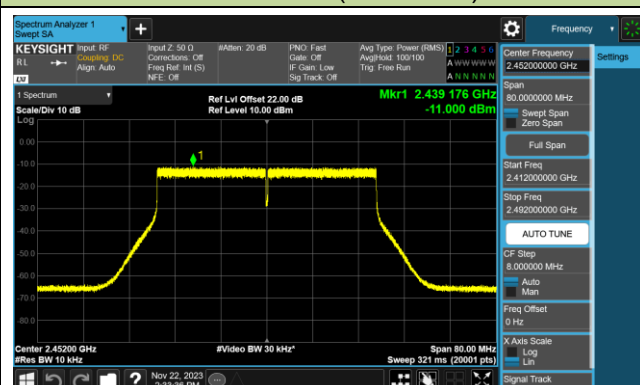 Spectrum Analyzer 1
Swept SA
Frequency
KEYSIGHT
RL
Input: RF
Coupling: DC
Align: Auto
Input Z: 50 Ω
Corrections: Off
Freq Ref: Int (S)
NFE: Off
#Atten: 20 dB
PNO: Fast
Gate: Off
IF Gain: Low
Sig Track: Off
Avg Type: Power (RMS)
Avg|Hold: 100/100
Trig: Free Run
1 2 3 4 5 6
A W W W W W
A N N N N N
LXI
1 Spectrum
Scale/Div 10 dB
Log
Ref Lvl Offset 22.00 dB
Ref Level 10.00 dBm
Mkr1 2.439 176 GHz
-11.000 dBm
1
0.00
-10.0
-20.0
-30.0
-40.0
-50.0
-60.0
-70.0
-80.0
Center 2.45200 GHz
#Res BW 10 kHz
#Video BW 30 kHz*
Span 80.00 MHz
Sweep 321 ms (20001 pts)
Nov 22, 2023
Center Frequency
2.452000000 GHz
Span
80.0000000 MHz
Swept Span
Zero Span
Full Span
Start Freq
2.412000000 GHz
Stop Freq
2.492000000 GHz
AUTO TUNE
CF Step
8.000000 MHz
Auto
Man
Freq Offset
0 Hz
X Axis Scale
Log
Lin
Signal Track
Settings